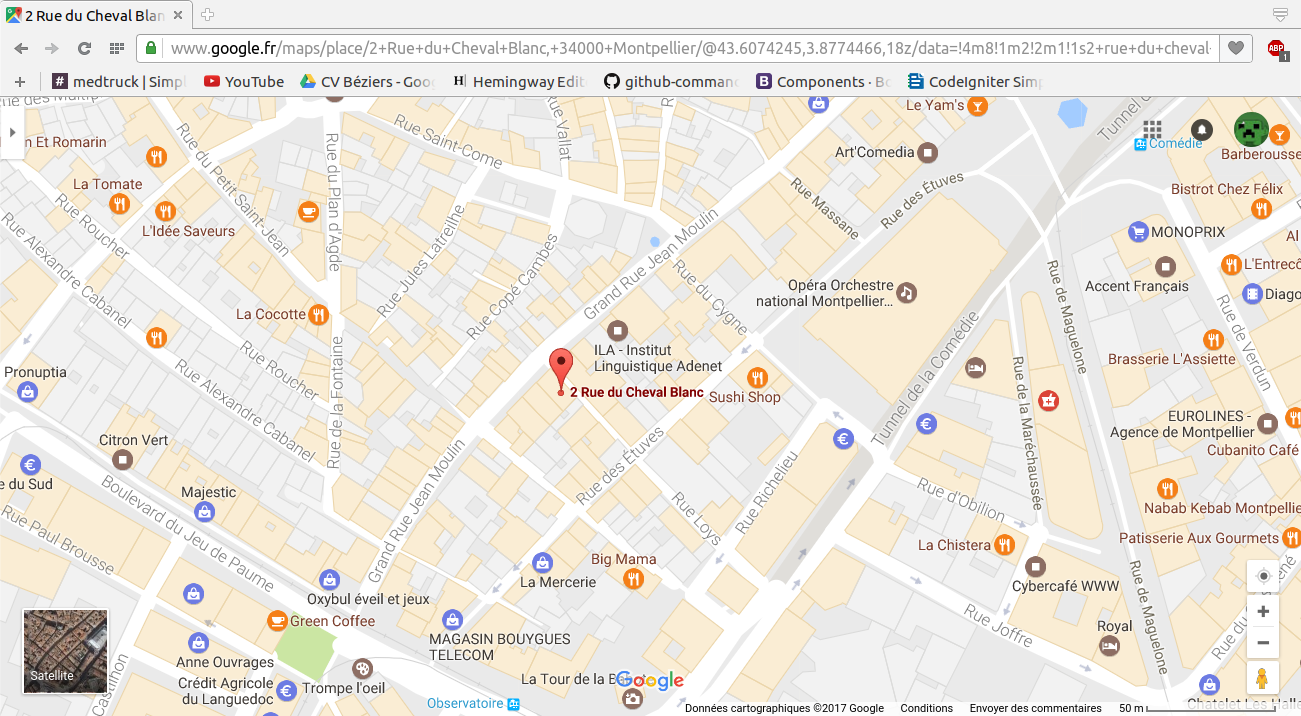 2 Rue du Cheval Blan
www.google.fr/maps/place/2+Rue+du+Cheval+Blanc,+34000+Montpellier/@43.6074245,3.8774466,18z/data=!4m8!1m2!2m1!1s2+rue+du+cheval-
ABP
1
# medtruck | Simpl
YouTube
CV Béziers - Goo
H Hemingway Edit
github-comman
B Components · Bo
CodeIgniter Simp
Le Yam's
Rue Saint-Come
Rue Vallat
Tunnel de
Comédie
n Et Romarin
Art'Comedia
Barberousse
La Tomate
Rue du Petit Saint-Jean
Rue du Plan d'Agde
Rue Massane
Rue des Étuves
Bistrot Chez Félix
L'Idée Saveurs
Rue Roucher
Rue Jules Latreilhe
Rue Copé Cambes
Grand Rue Jean Moulin
MONOPRIX
Al
Rue Alexandre Cabanel
Rue du Cygne
Opéra Orchestre
national Montpellier...
Rue de Maguelone
Accent Français
L'Entrecô
Diago
La Cocotte
Rue de Verdun
ILA - Institut
Linguistique Adenet
Tunnel de la Comédie
Brasserie L'Assiette
Pronuptia
Rue Roucher
Rue Alexandre Cabanel
Rue de la Fontaine
2 Rue du Cheval Blanc
Sushi Shop
Rue de la Maréchaussée
EUROLINES -
Agence de Montpellier
Citron Vert
Cubanito Café
e du Sud
Majestic
Boulevard du Jeu de Paume
Grand Rue Jean Moulin
Rue des Étuves
Rue Loys
Rue Richelieu
Rue d'Obilion
Nabab Kebab Montpellie
Rue Paul Brousse
La Chistera
Patisserie Aux Gourmets
Big Mama
La Mercerie
Cybercafé WWW
Oxybul éveil et jeux
Rue de Maguelone
Green Coffee
Rue Joffre
MAGASIN BOUYGUES
TELECOM
Royal
Rue du
Anne Ouvrages
Satellite
Crédit Agricole
du Languedoc
Trompe l'oeil
La Tour de la B
Google
Castilhon
Observatoire
Chatelet Les Halle
Données cartographiques ©2017 Google
Conditions
Envoyer des commentaires
50 m